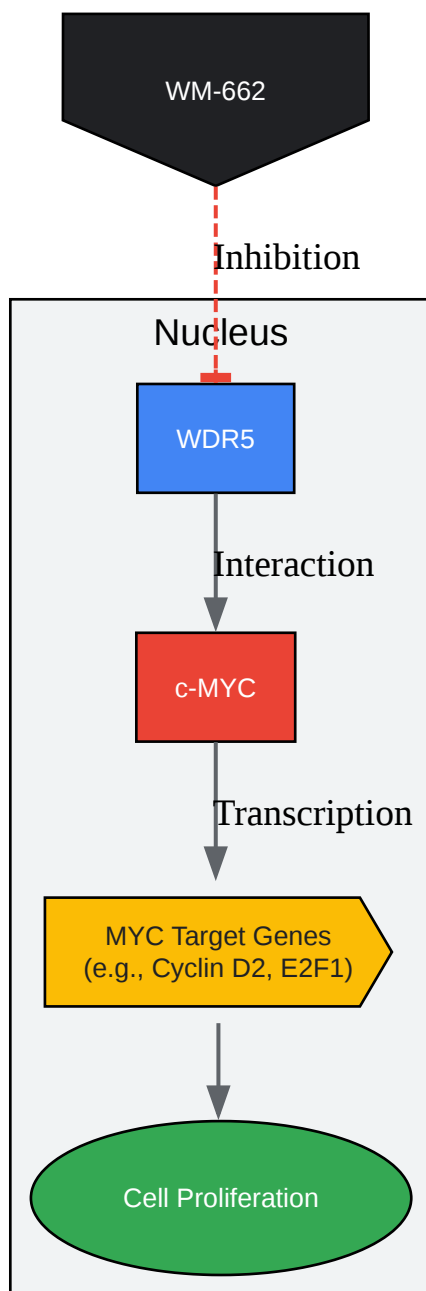 WM-662
Inhibition
Nucleus
WDR5
Interaction
c-MYC
Transcription
MYC Target Genes
(e.g., Cyclin D2, E2F1)
Cell Proliferation